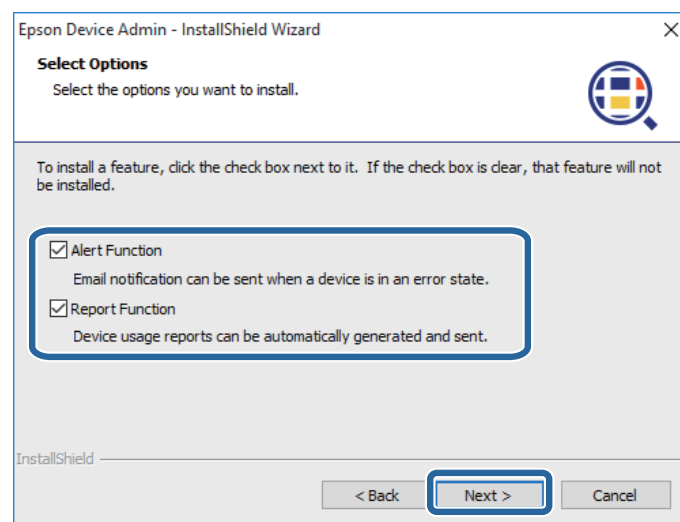 Epson Device Admin - InstallShield Wizard
Select Options
Select the options you want to install.
To install a feature, click the check box next to it. If the check box is clear, that feature will not
be installed.
Alert Function
Email notification can be sent when a device is in an error state.
Report Function
Device usage reports can be automatically generated and sent.
InstallShield
< Back Next > Cancel